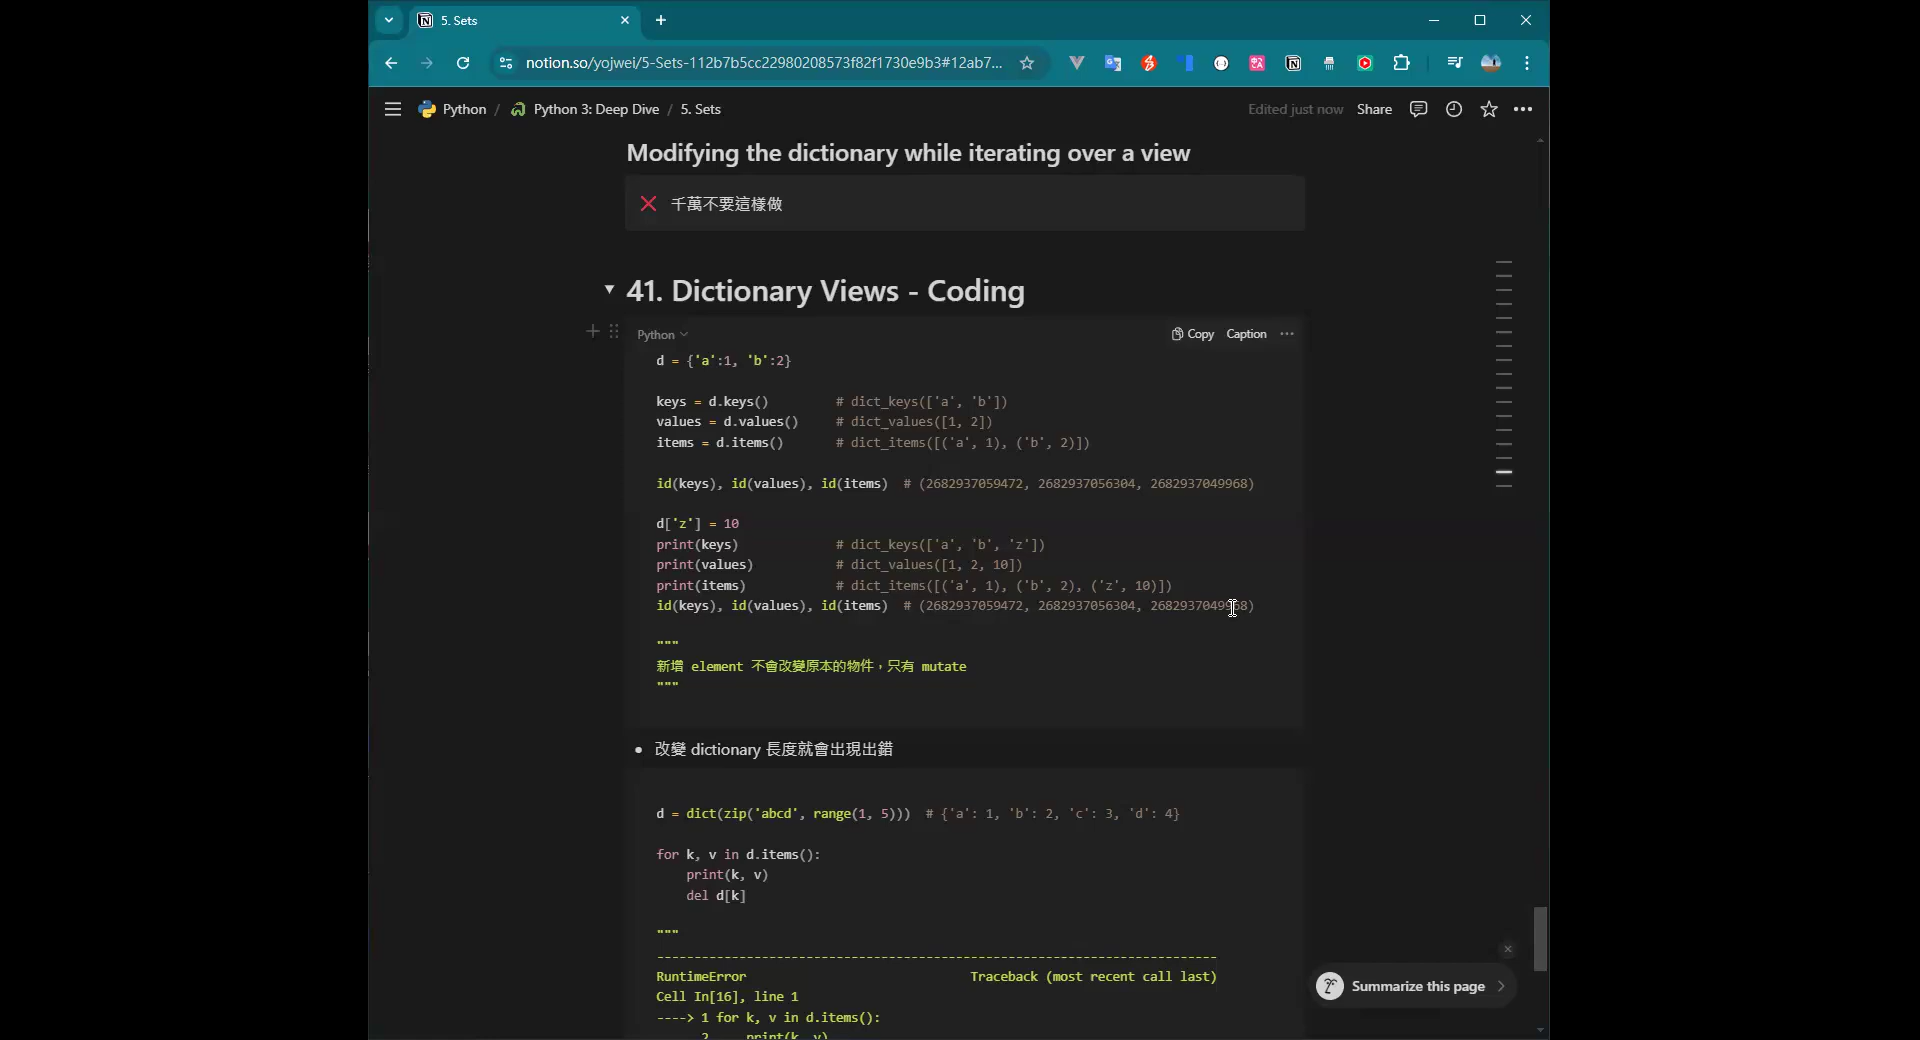 5. Sets
notion.so/yojwei/5-Sets-112b7b5cc22980208573f82f1730e9b3#12ab7...
Python / Python 3: Deep Dive / 5. Sets
Edited just now Share
Modifying the dictionary while iterating over a view
❌ 千萬不要這樣做
41. Dictionary Views - Coding
Python Copy Caption
d = {'a':1, 'b':2}
keys = d.keys() # dict_keys(['a', 'b'])
values = d.values() # dict_values([1, 2])
items = d.items() # dict_items([('a', 1), ('b', 2)])
id(keys), id(values), id(items) # (2682937059472, 2682937056304, 2682937049968)
d['z'] = 10
print(keys) # dict_keys(['a', 'b', 'z'])
print(values) # dict_values([1, 2, 10])
print(items) # dict_items([('a', 1), ('b', 2), ('z', 10)])
id(keys), id(values), id(items) # (2682937059472, 2682937056304, 2682937049968)
"""
新增 element 不會改變原本的物件，只有 mutate
"""
• 改變 dictionary 長度就會出現出錯
d = dict(zip('abcd', range(1, 5))) # {'a': 1, 'b': 2, 'c': 3, 'd': 4}
for k, v in d.items():
print(k, v)
del d[k]
"""
---------------------------------------------------------------------------
RuntimeError Traceback (most recent call last)
Cell In[16], line 1
----> 1 for k, v in d.items():
2 print(k, v)
Summarize this page